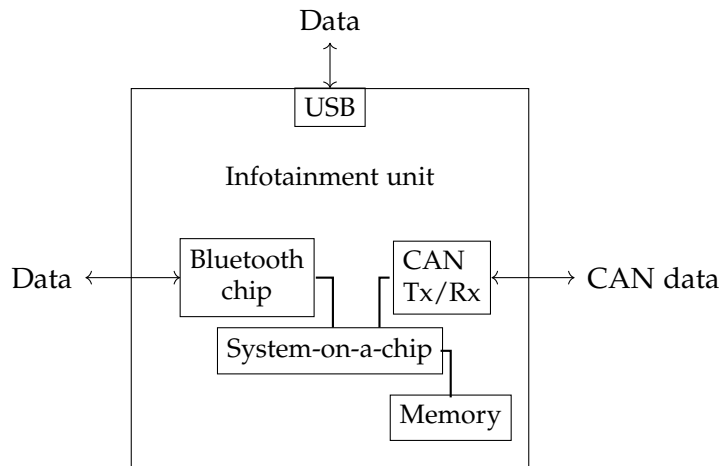 Data
USB
Infotainment unit
Data
Bluetooth
chip
CAN
Tx/Rx
CAN data
System-on-a-chip
Memory